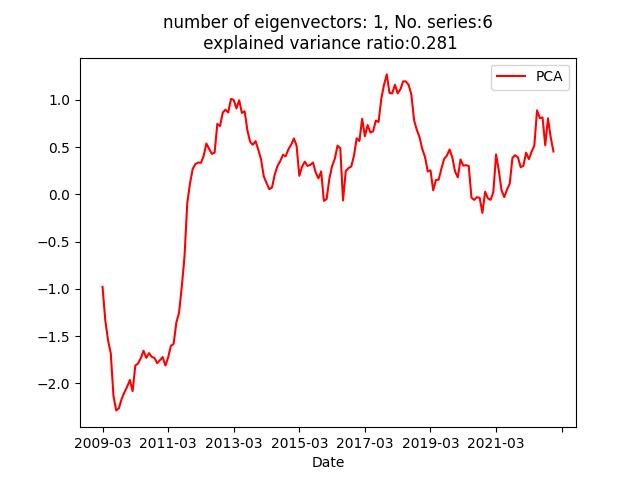 number of eigenvectors: 1, No. series:6
explained variance ratio:0.281
PCA
1.0
0.5
0.0
−0.5
−1.0
−1.5
−2.0
2009-03 2011-03 2013-03 2015-03 2017-03 2019-03 2021-03
Date